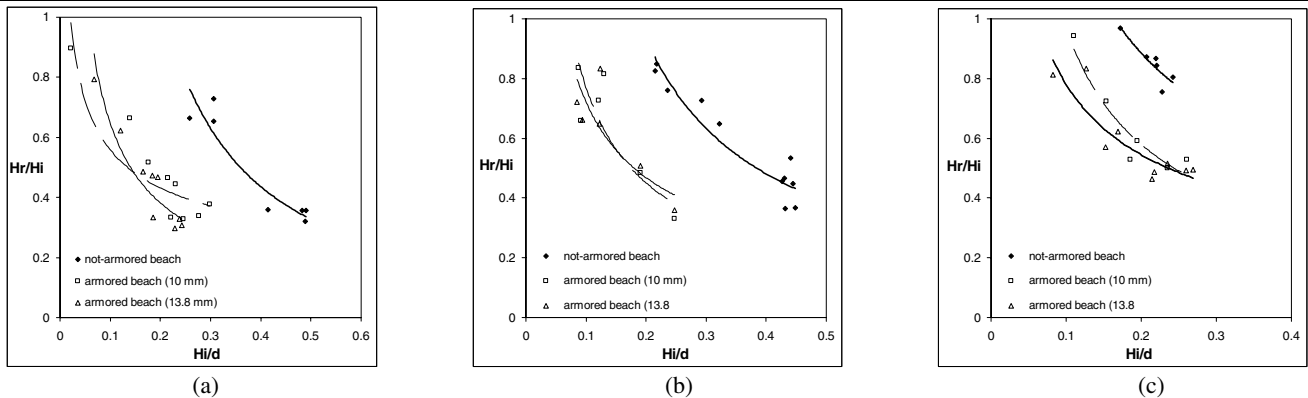 1
0.8
0.6
Hr/Hi
0.4
0.2
0
not-armored beach
armored beach (10 mm)
armored beach (13.8 mm)
0 0.1 0.2 0.3 0.4 0.5 0.6
Hi/d
(a)
1
0.8
0.6
Hr/Hi
0.4
0.2
0
not-armored beach
armored beach (10 mm)
armored beach (13.8
0 0.1 0.2 0.3 0.4 0.5
Hi/d
(b)
1
0.8
0.6
Hr/Hi
0.4
0.2
0
not-armored beach
armored beach (10 mm)
armored beach (13.8
0 0.1 0.2 0.3 0.4
Hi/d
(c)